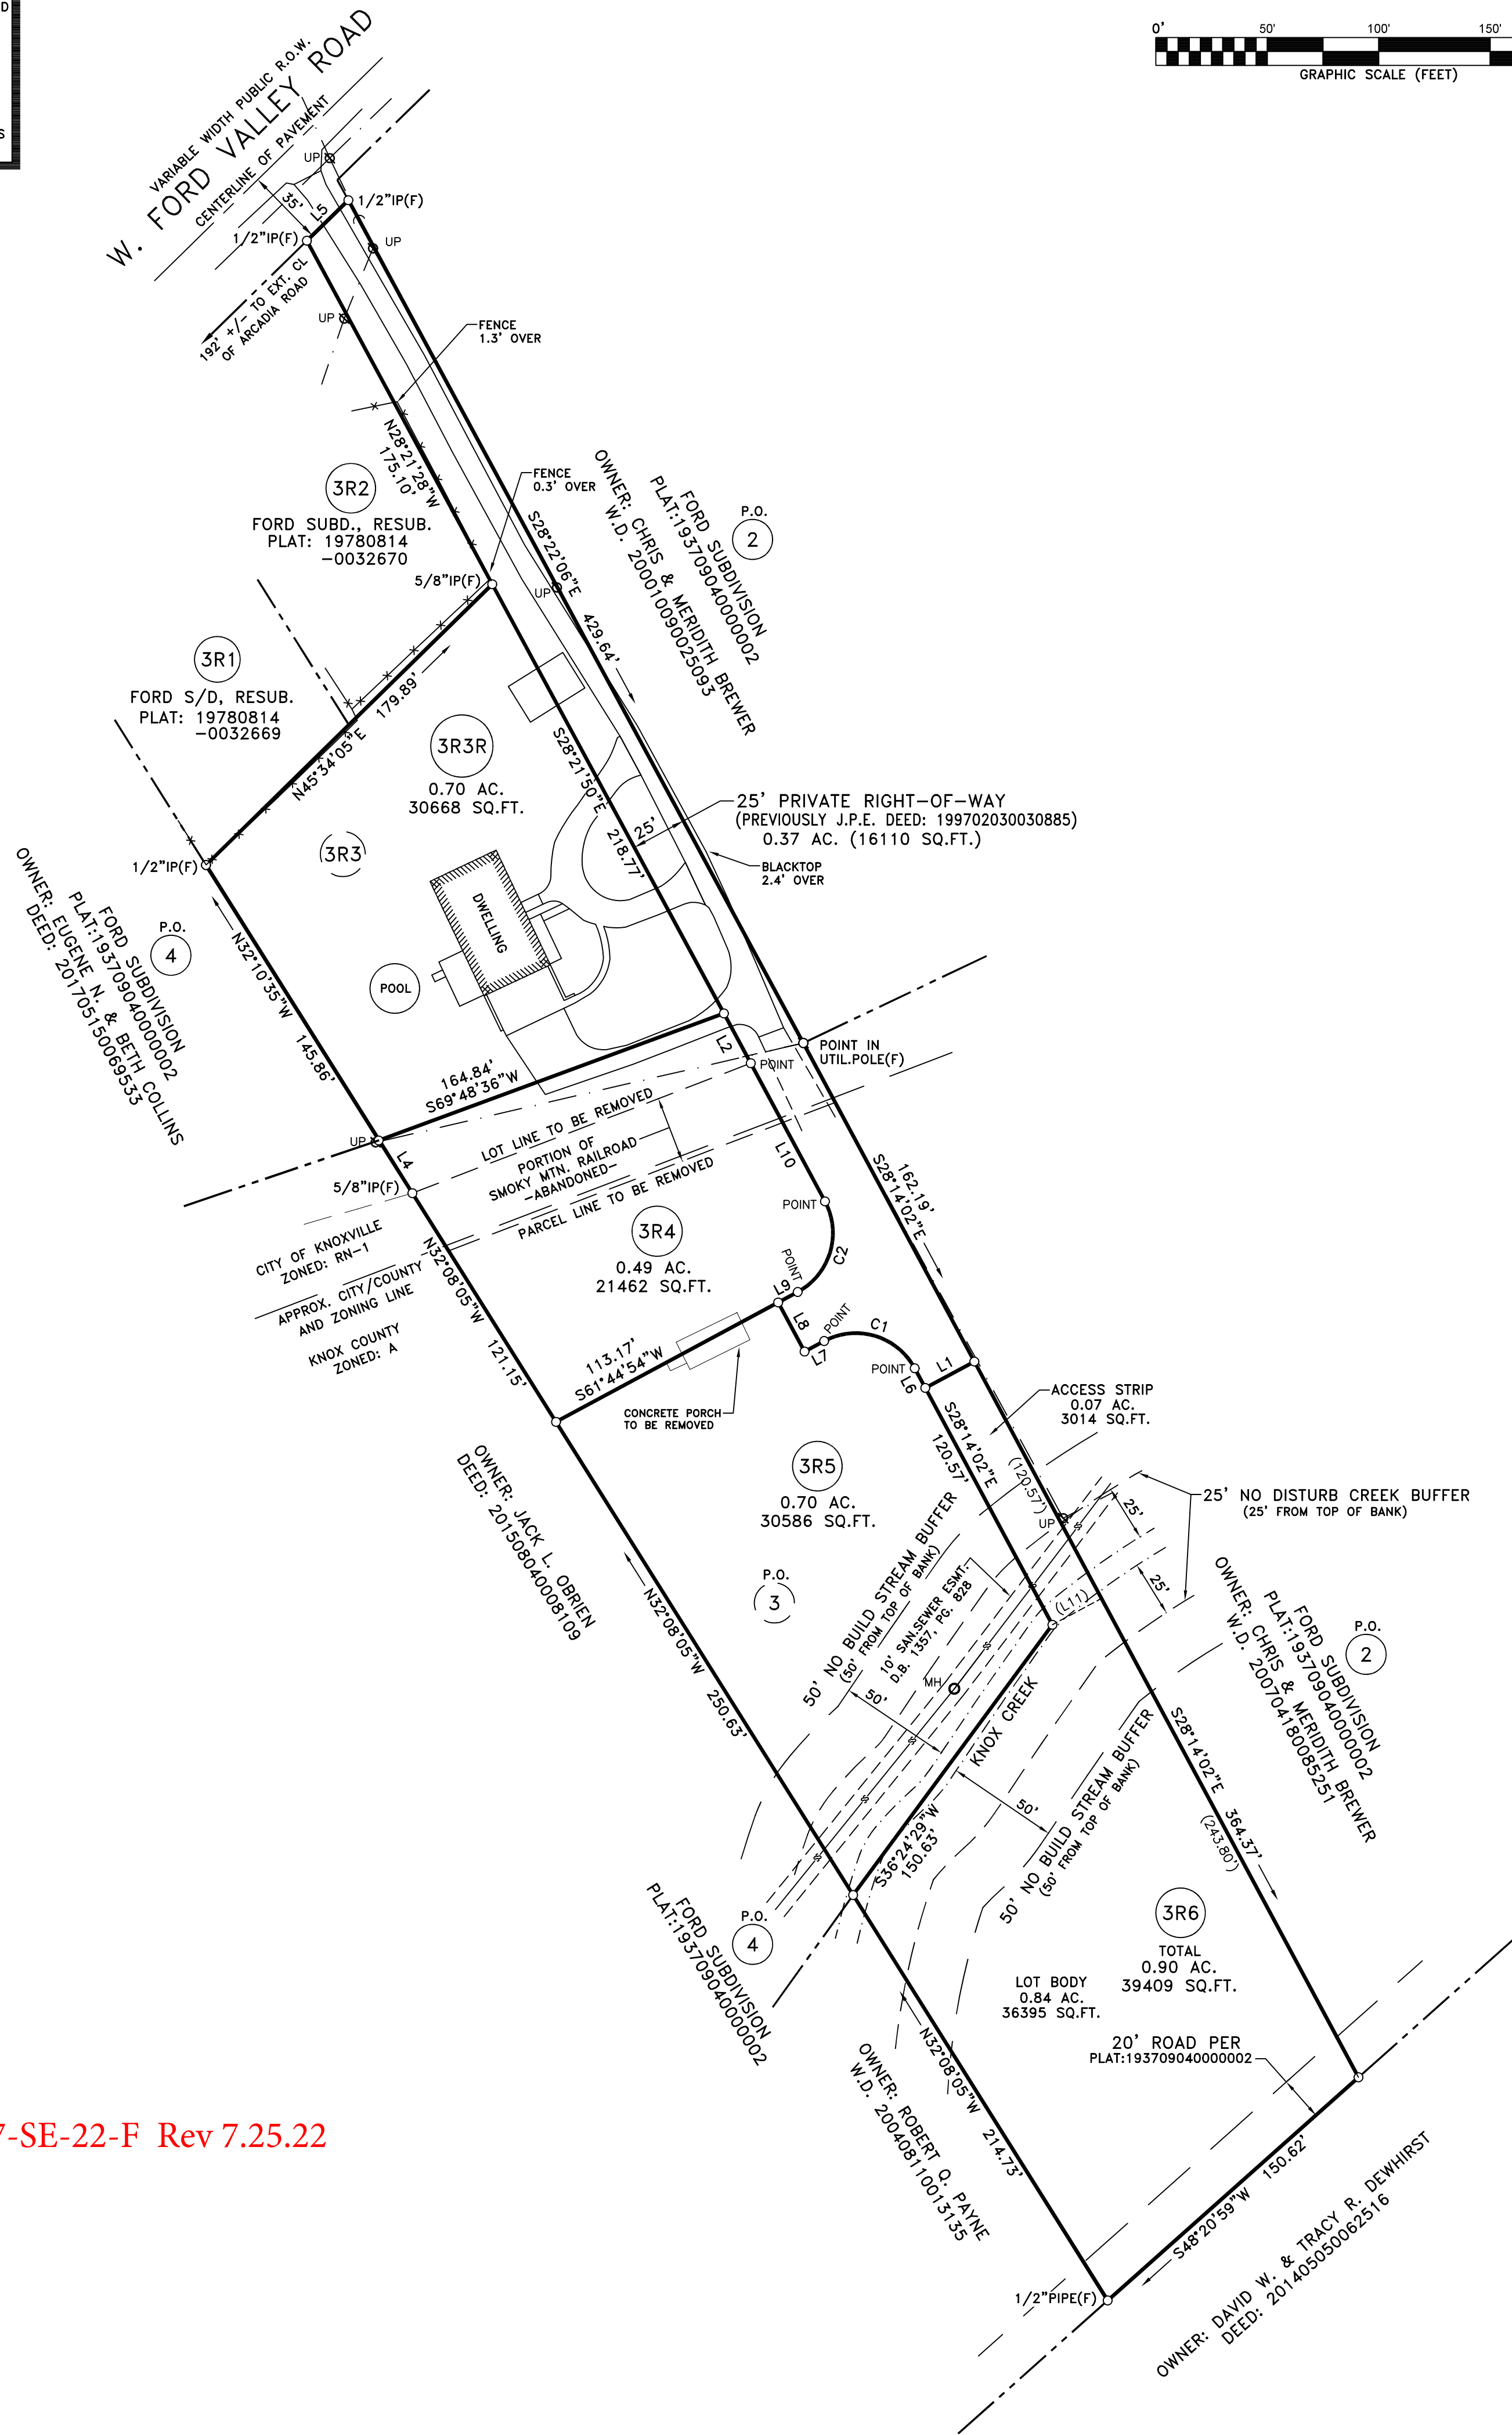 D
S
0'
50'
100'
150'
GRAPHIC SCALE (FEET)
VARIABLE WIDTH PUBLIC R.O.W.
W. FORD VALLEY ROAD
CENTERLINE OF PAVEMENT
UP
35'
L5
1/2"IP(F)
1/2"IP(F)
UP
192' +/- TO EXT. CL
OF ARCADIA ROAD
UP
FENCE
1.3' OVER
N28°21'28"W
175.10'
3R2
FORD SUBD., RESUB.
PLAT: 19780814
-0032670
FENCE
0.3' OVER
5/8"IP(F)
S28°22'06"E
429.64'
UP
OWNER: CHRIS & MERIDITH BREWER
W.D. 200010090025093
FORD SUBDIVISION
PLAT:193709040000002
P.O.
2
3R1
FORD S/D, RESUB.
PLAT: 19780814
-0032669
N45°34'05"E
179.89'
3R3R
0.70 AC.
30668 SQ.FT.
S28°21'50"E
218.77'
25'
25' PRIVATE RIGHT-OF-WAY
(PREVIOUSLY J.P.E. DEED: 199702030030885)
0.37 AC. (16110 SQ.FT.)
BLACKTOP
2.4' OVER
3R3
1/2"IP(F)
DWELLING
POOL
P.O.
4
FORD SUBDIVISION
PLAT:193709040000002
OWNER: EUGENE N. & BETH COLLINS
DEED: 201705150069533
N32°10'35"W
145.86'
164.84'
S69°48'36"W
L2
POINT
POINT IN
UTIL.POLE(F)
UP
L4
5/8"IP(F)
LOT LINE TO BE REMOVED
PORTION OF
SMOKY MTN. RAILROAD
-ABANDONED-
PARCEL LINE TO BE REMOVED
L10
POINT
162.19'
S28°14'02"E
CITY OF KNOXVILLE
ZONED: RN-1
APPROX. CITY/COUNTY
AND ZONING LINE
KNOX COUNTY
ZONED: A
3R4
0.49 AC.
21462 SQ.FT.
N32°08'05"W
121.15'
C2
POINT
L9
L8
POINT
L7
C1
POINT
L6
L1
113.17'
S61°44'54"W
CONCRETE PORCH
TO BE REMOVED
ACCESS STRIP
0.07 AC.
3014 SQ.FT.
S28°14'02"E
120.57'
(120.57')
3R5
0.70 AC.
30586 SQ.FT.
OWNER: JACK L. OBRIEN
DEED: 201508040008109
P.O.
3
50' NO BUILD STREAM BUFFER
(50' FROM TOP OF BANK)
10' SAN.SEWER ESMT.
D.B. 1357, PG. 828
UP
25'
25' NO DISTURB CREEK BUFFER
(25' FROM TOP OF BANK)
25'
(L11)
N32°08'05"W
250.63'
MH
50'
S
S
S
S
S
S
KNOX CREEK
FORD SUBDIVISION
PLAT:193709040000002
OWNER: CHRIS & MERIDITH BREWER
W.D. 200704180085251
P.O.
2
S36°24'29"W
150.63'
50'
50' NO BUILD STREAM BUFFER
(50' FROM TOP OF BANK)
S28°14'02"E
364.37'
(243.80')
P.O.
4
FORD SUBDIVISION
PLAT:193709040000002
3R6
TOTAL
0.90 AC.
39409 SQ.FT.
LOT BODY
0.84 AC.
36395 SQ.FT.
20' ROAD PER
PLAT:193709040000002
N32°08'05"W
214.73'
OWNER: ROBERT Q. PAYNE
W.D. 200408110013135
7-SE-22-F Rev 7.25.22
S48°20'59"W
150.62'
1/2"PIPE(F)
OWNER: DAVID W. & TRACY R. DEWHIRST
DEED: 201405050062516